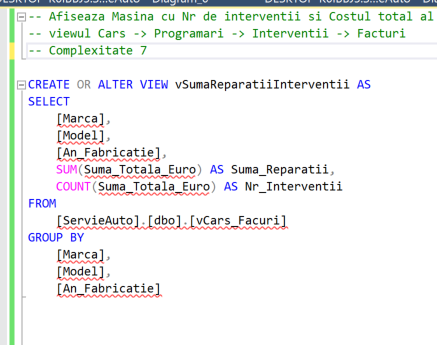 -- Afiseaza Masina cu Nr de interventii si Costul total al
-- viewul Cars -> Programari -> Interventii -> Facturi
-- Complexitate 7
CREATE OR ALTER VIEW vSumaReparatiiInterventii AS
SELECT
[Marca],
[Model],
[An_Fabricatie],
SUM(Suma_Totala_Euro) AS Suma_Reparatii,
COUNT(Suma_Totala_Euro) AS Nr_Interventii
FROM
[ServieAuto].[dbo].[vCars_Facuri]
GROUP BY
[Marca],
[Model],
[An_Fabricatie]